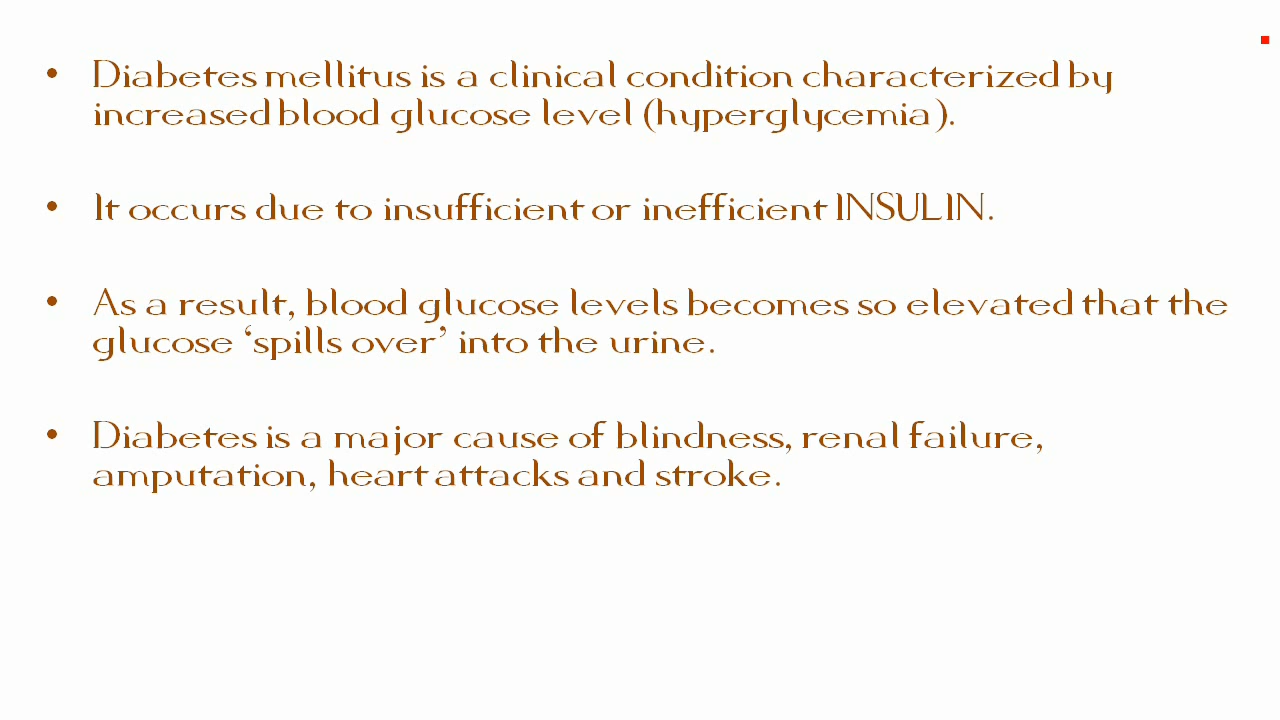 • Diabetes mellitus is a clinical condition characterized by
increased blood glucose level (hyperglycemia).
• It occurs due to insufficient or inefficient INSULIN.
• As a result, blood glucose levels becomes so elevated that the
glucose ‘spills over’ into the urine.
• Diabetes is a major cause of blindness, renal failure,
amputation, heart attacks and stroke.